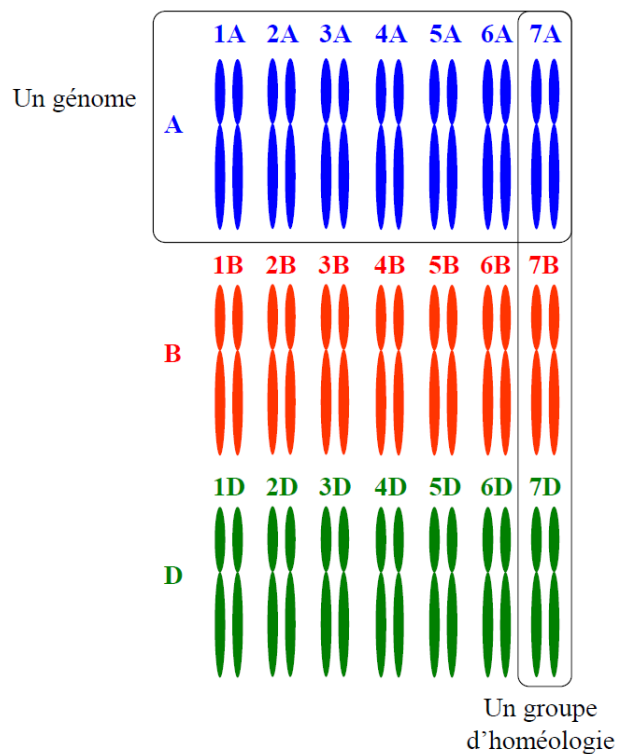 1A 2A 3A 4A 5A 6A 7A
Un génome
A
1B 2B 3B 4B 5B 6B 7B
B
1D 2D 3D 4D 5D 6D 7D
D
Un groupe
d'homéologie